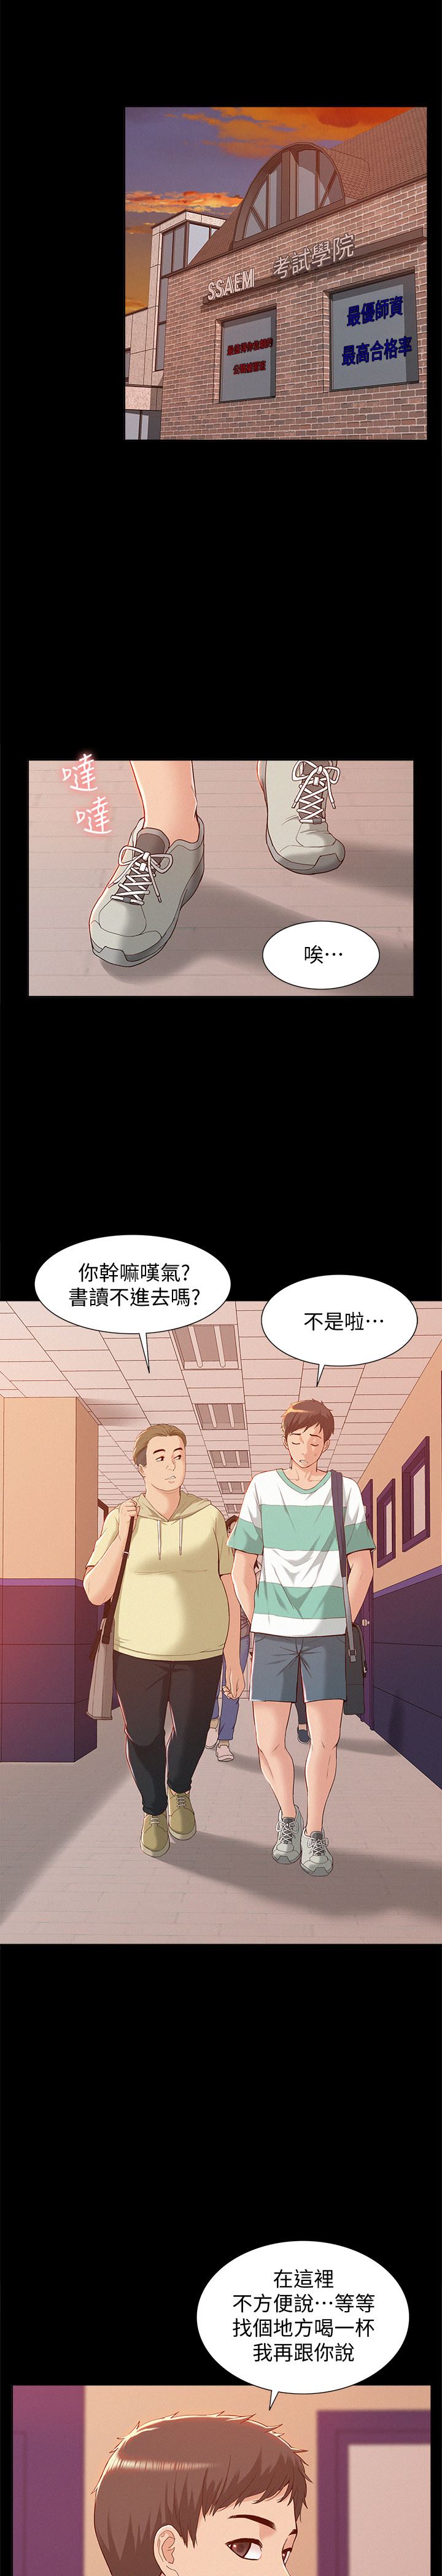 SSAEM 考試學院
最優師資
最高合格率
噠
噠
唉⋯
你幹嘛嘆氣?
書讀不進去嗎?
不是啦⋯
在這裡
不方便說⋯等等
找個地方喝一杯
我再跟你說